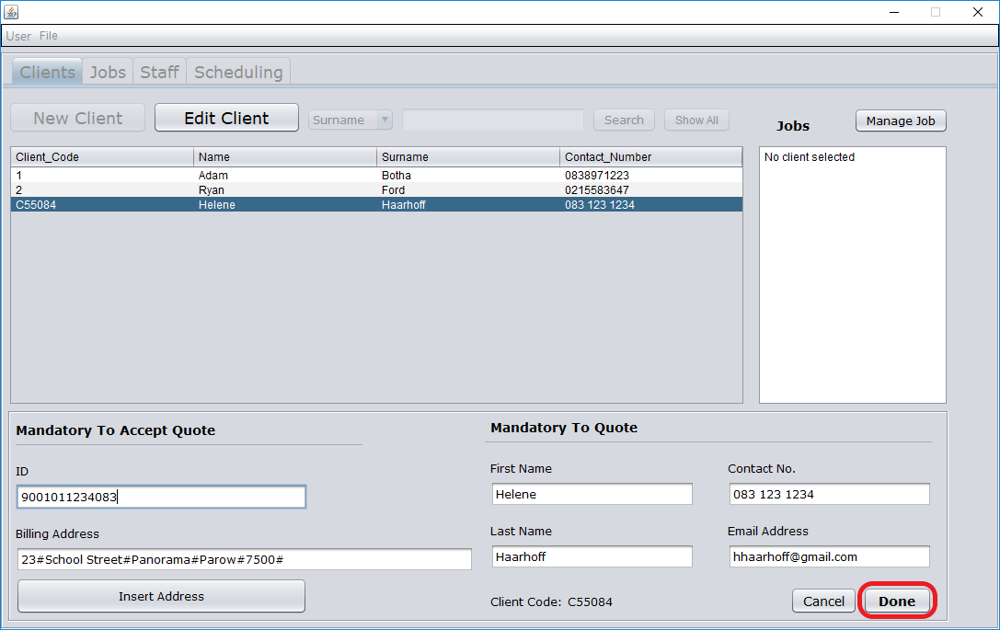 User File
Clients Jobs Staff Scheduling
New Client Edit Client Surname Search Show All Jobs Manage Job
Client_Code Name Surname Contact_Number
1 Adam Botha 0838971223
2 Ryan Ford 0215583647
C55084 Helene Haarhoff 083 123 1234
No client selected
Mandatory To Accept Quote
ID
9001011234083
Billing Address
23#School Street#Panorama#Parow#7500#
Insert Address
Mandatory To Quote
First Name Contact No.
Helene 083 123 1234
Last Name Email Address
Haarhoff hhaarhoff@gmail.com
Client Code: C55084 Cancel Done